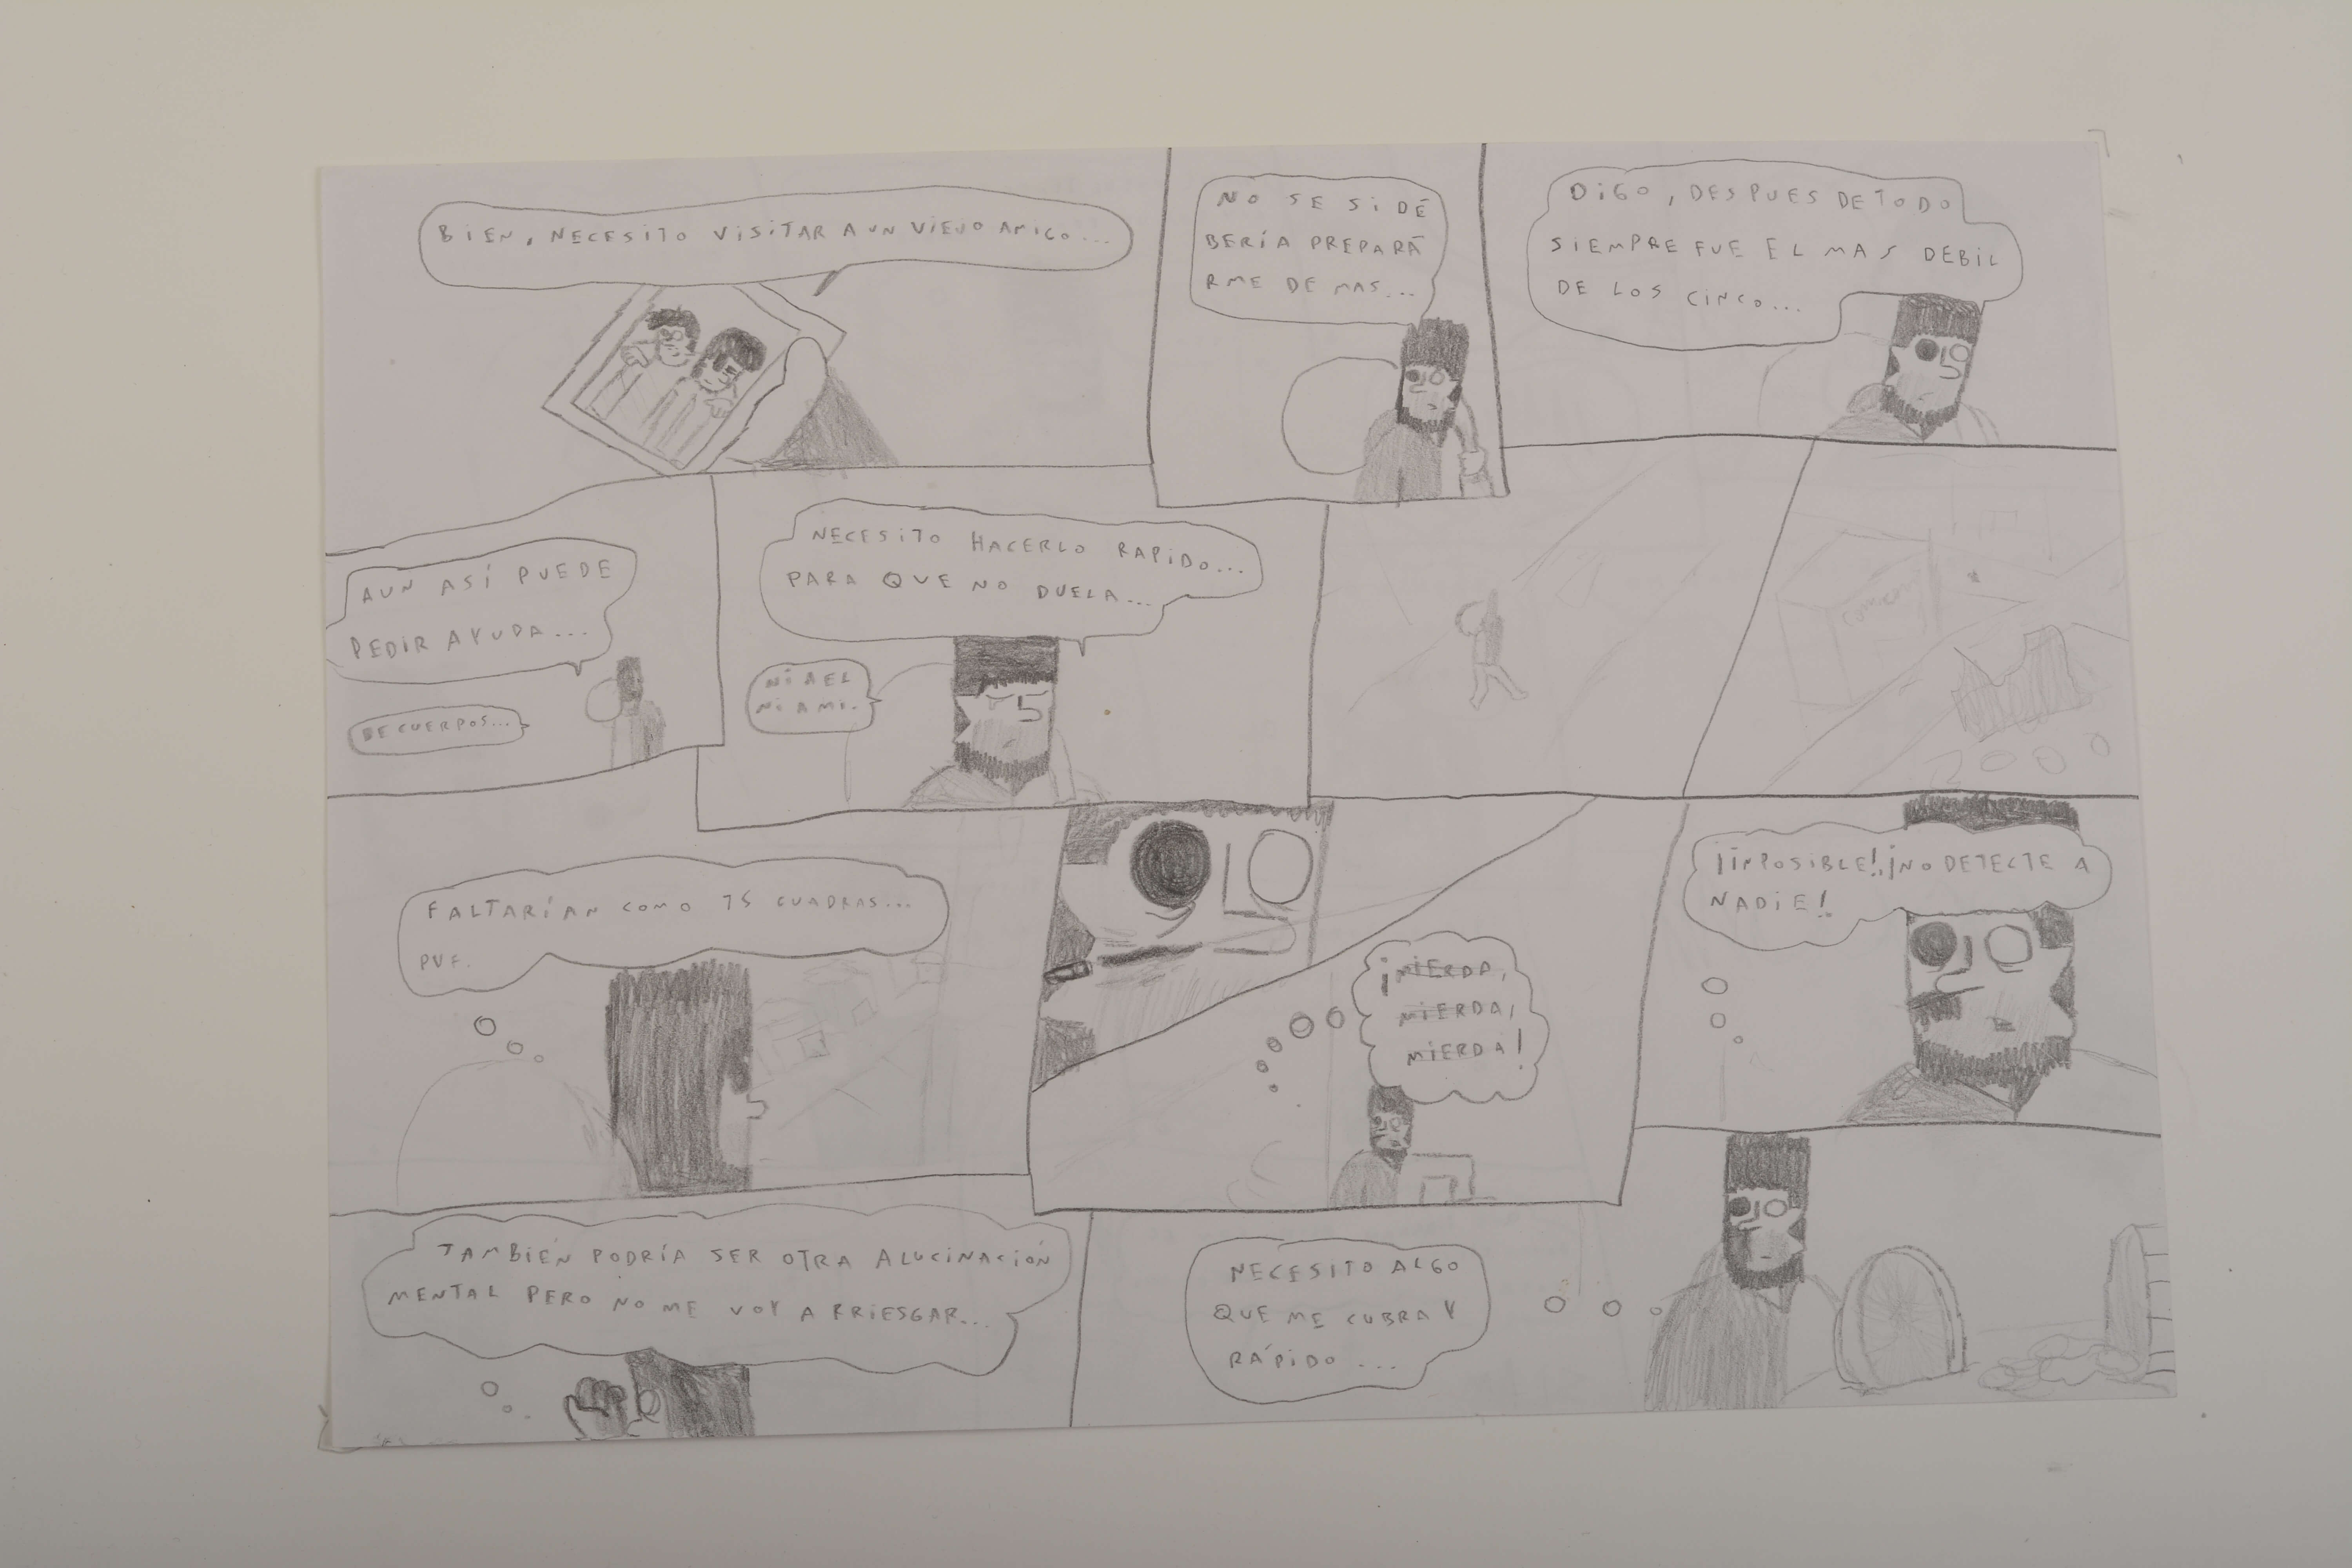 BIEN, NECESITO VISITAR A UN VIEJO AMIGO...
NO SE SI DE
BERÍA PREPARA
RME DE MAS...
DIGO, DESPUES DE TODO
SIEMPRE FUE EL MAS DEBIL
DE LOS CINCO...
AUN ASÍ PUEDE
PEDIR AYUDA...
DE CUERPOS...
NECESITO HACERLO RAPIDO...
PARA QUE NO DUELA...
NI A EL
NI A MI.
FALTARÍAN COMO 75 CUADRAS...
PUF.
¡MIERDA,
MIERDA,
MIERDA!
¡IMPOSIBLE!¡NO DETECTE A
NADIE!
TAMBIÉN PODRÍA SER OTRA ALUCINACIÓN
MENTAL PERO NO ME VOY A RRIESGAR...
NECESITO ALGO
QUE ME CUBRA Y
RÁPIDO...